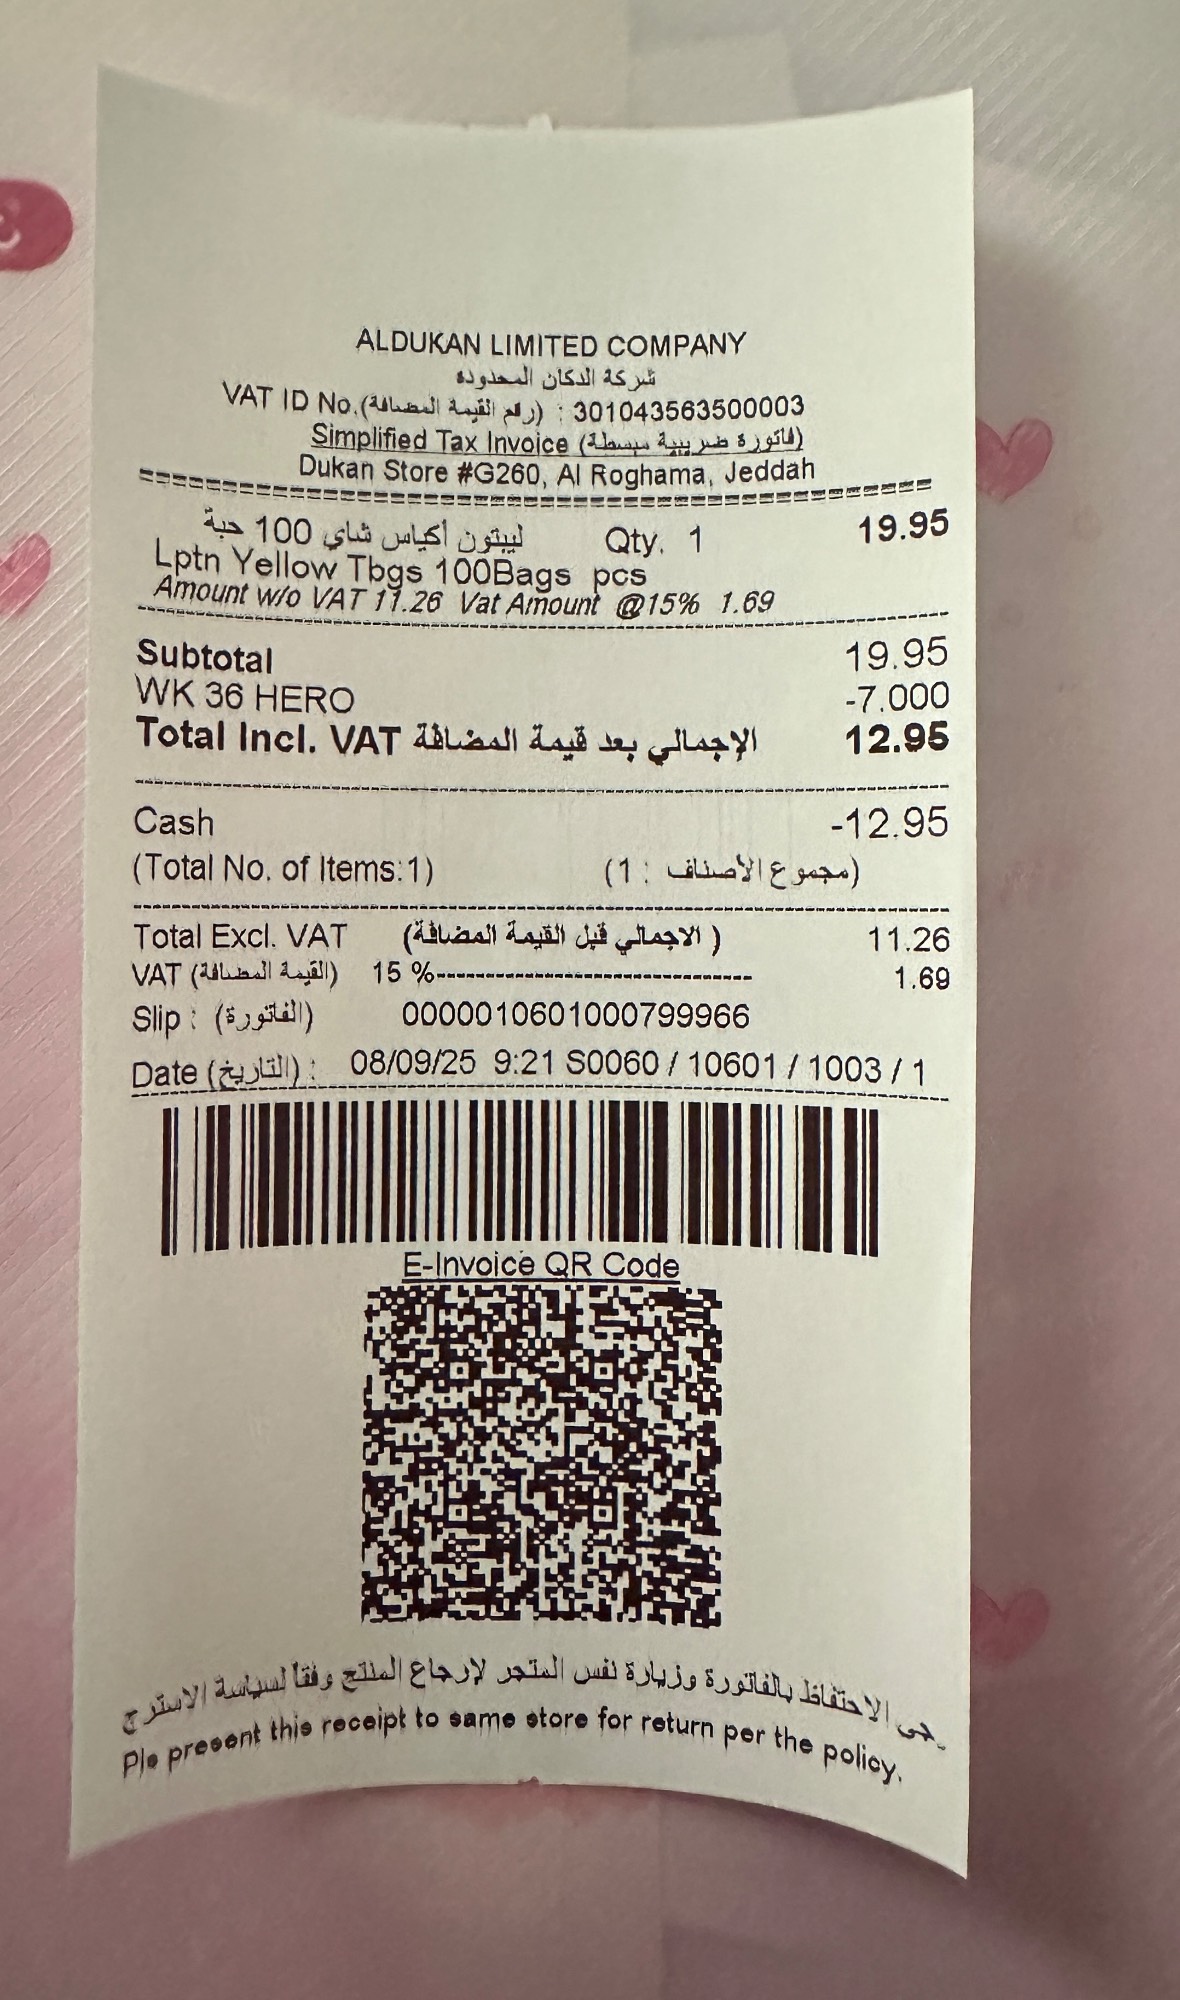 ALDUKAN LIMITED COMPANY
شركة الدكان المحدوده
VAT ID No.(رقم القيمة المضافة) : 301043563500003
Simplified Tax Invoice (فاتورة ضريبية مبسطة)
Dukan Store #G260, Al Roghama, Jeddah
ليبتون أكياس شاي 100 حبة Qty. 1 19.95
Lptn Yellow Tbgs 100Bags pcs
Amount w/o VAT 11.26 Vat Amount @15% 1.69
Subtotal 19.95
WK 36 HERO -7.000
Total Incl. VAT الإجمالي بعد قيمة المضافة 12.95
Cash -12.95
(Total No. of Items:1) (مجموع الأصناف : 1)
Total Excl. VAT (الاجمالي قبل القيمة المضافة ) 11.26
VAT (القيمة المضافة) 15 %------------------------------ 1.69
Slip : (الفاتورة) 0000010601000799966
Date (التاريخ) : 08/09/25 9:21 S0060 / 10601 / 1003 / 1
E-Invoice QR Code
جى الاحتفاظ بالفاتورة وزيارة نفس المتجر لإرجاع المنتج وفقا لسياسة الاسترج
Pls present this receipt to same store for return per the policy.